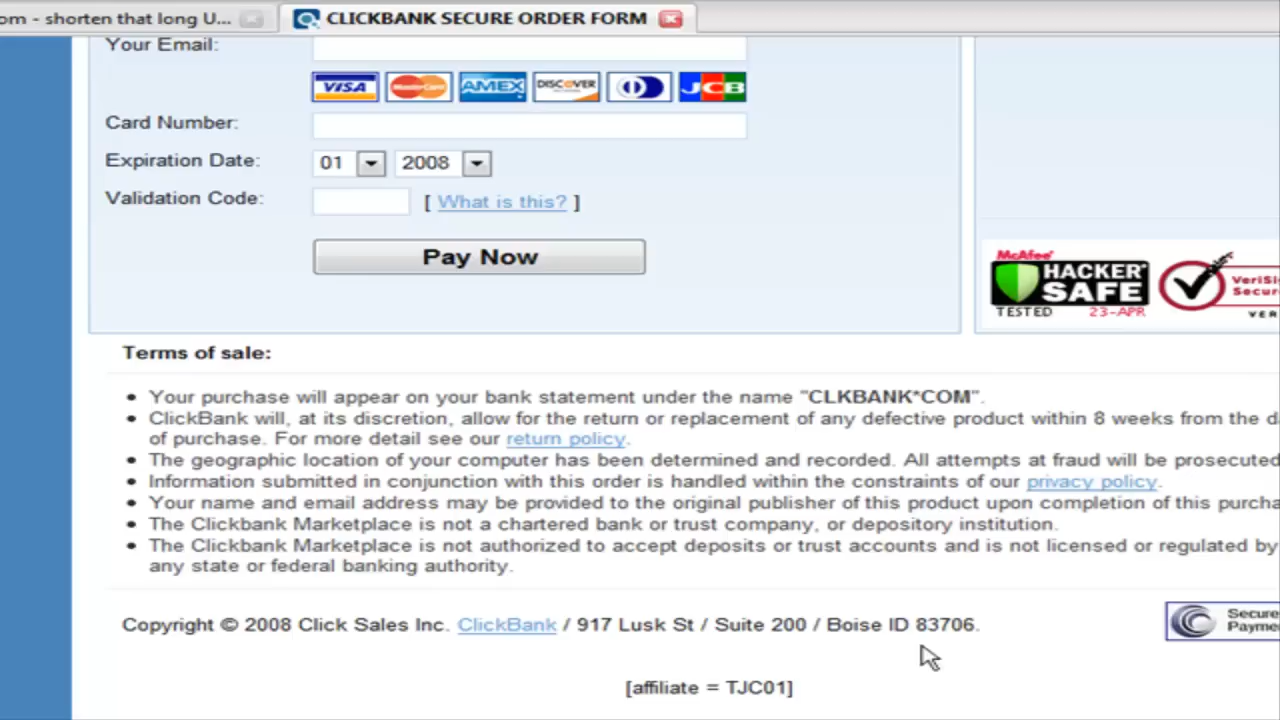 om - shorten that long U... CLICKBANK SECURE ORDER FORM
Your Email:
VISA MasterCard AMEX DISCOVER JCB
Card Number:
Expiration Date: 01 2008
Validation Code: [ What is this? ]
Pay Now
McAfee HACKER SAFE
TESTED 23-APR
VeriSi
Secur
VER
Terms of sale:
• Your purchase will appear on your bank statement under the name "CLKBANK*COM".
• ClickBank will, at its discretion, allow for the return or replacement of any defective product within 8 weeks from the d
of purchase. For more detail see our return policy.
• The geographic location of your computer has been determined and recorded. All attempts at fraud will be prosecuted
• Information submitted in conjunction with this order is handled within the constraints of our privacy policy.
• Your name and email address may be provided to the original publisher of this product upon completion of this purcha
• The Clickbank Marketplace is not a chartered bank or trust company, or depository institution.
• The Clickbank Marketplace is not authorized to accept deposits or trust accounts and is not licensed or regulated by
any state or federal banking authority.
Copyright © 2008 Click Sales Inc. ClickBank / 917 Lusk St / Suite 200 / Boise ID 83706.
Secure
Payme
[affiliate = TJC01]